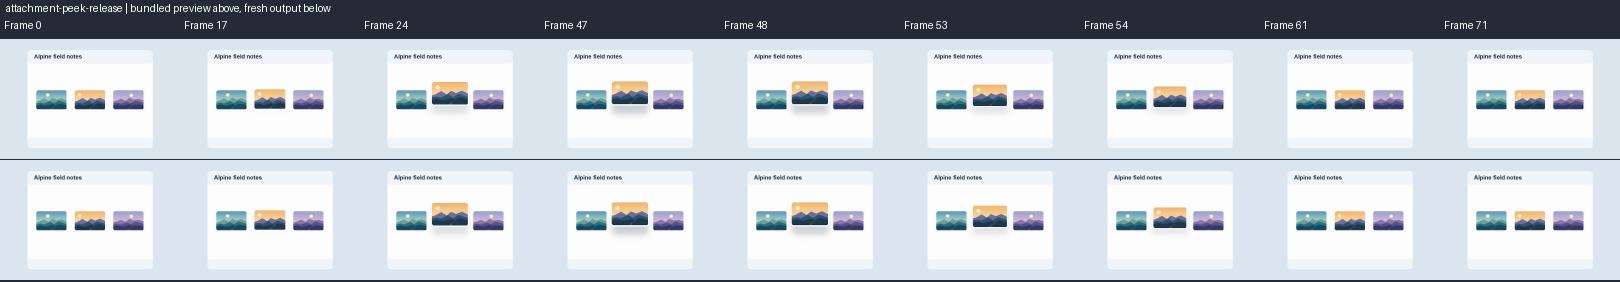 attachment-peek-release | bundled preview above, fresh output below
Frame 0 Frame 17 Frame 24 Frame 47 Frame 48 Frame 53 Frame 54 Frame 61 Frame 71
Alpine field notes Alpine field notes Alpine field notes Alpine field notes Alpine field notes Alpine field notes Alpine field notes Alpine field notes Alpine field notes
Alpine field notes Alpine field notes Alpine field notes Alpine field notes Alpine field notes Alpine field notes Alpine field notes Alpine field notes Alpine field notes